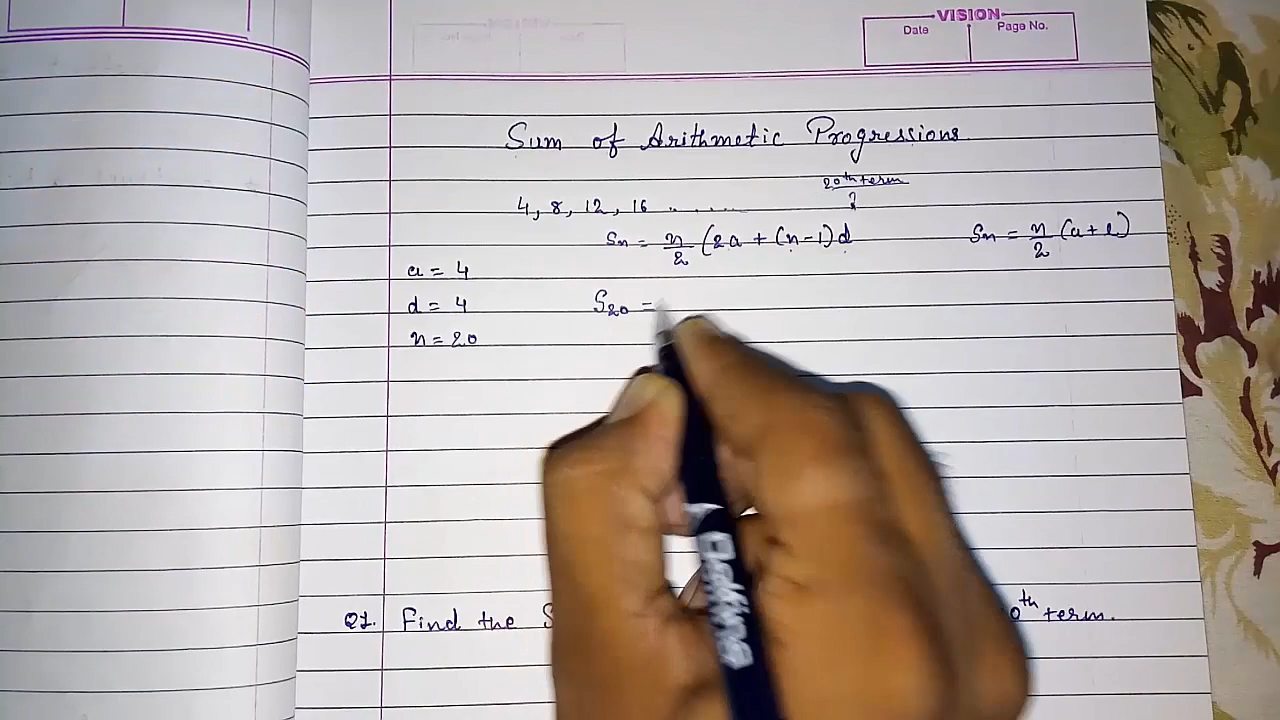 VISION
Date Page No.
Sum of Arithmetic Progressions
20th term
4, 8, 12, 16 ........ ?
Sn = n/2 (2a + (n-1)d Sn = n/2 (a+l)
a = 4
d = 4 S20 =
n = 20
Q1. Find the S 0th term.